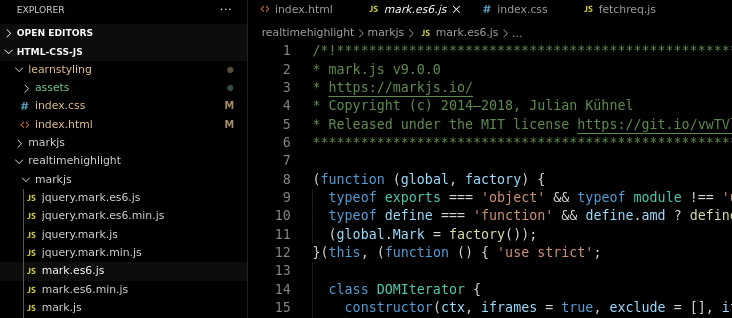 EXPLORER
OPEN EDITORS
HTML-CSS-JS
learnstyling
assets
index.css M
index.html M
markjs
realtimehighlight
markjs
JS jquery.mark.es6.js
JS jquery.mark.es6.min.js
JS jquery.mark.js
JS jquery.mark.min.js
JS mark.es6.js
JS mark.es6.min.js
JS mark.js
index.html JS mark.es6.js index.css JS fetchreq.js
realtimehighlight > markjs > JS mark.es6.js > ...
1 /*!*************************************************
2 * mark.js v9.0.0
3 * https://markjs.io/
4 * Copyright (c) 2014–2018, Julian Kühnel
5 * Released under the MIT license https://git.io/vwTVl
6 ****************************************************
7
8 (function (global, factory) {
9 typeof exports === 'object' && typeof module !== 'u
10 typeof define === 'function' && define.amd ? define
11 (global.Mark = factory());
12 }(this, (function () { 'use strict';
13
14 class DOMIterator {
15 constructor(ctx, iframes = true, exclude = [],